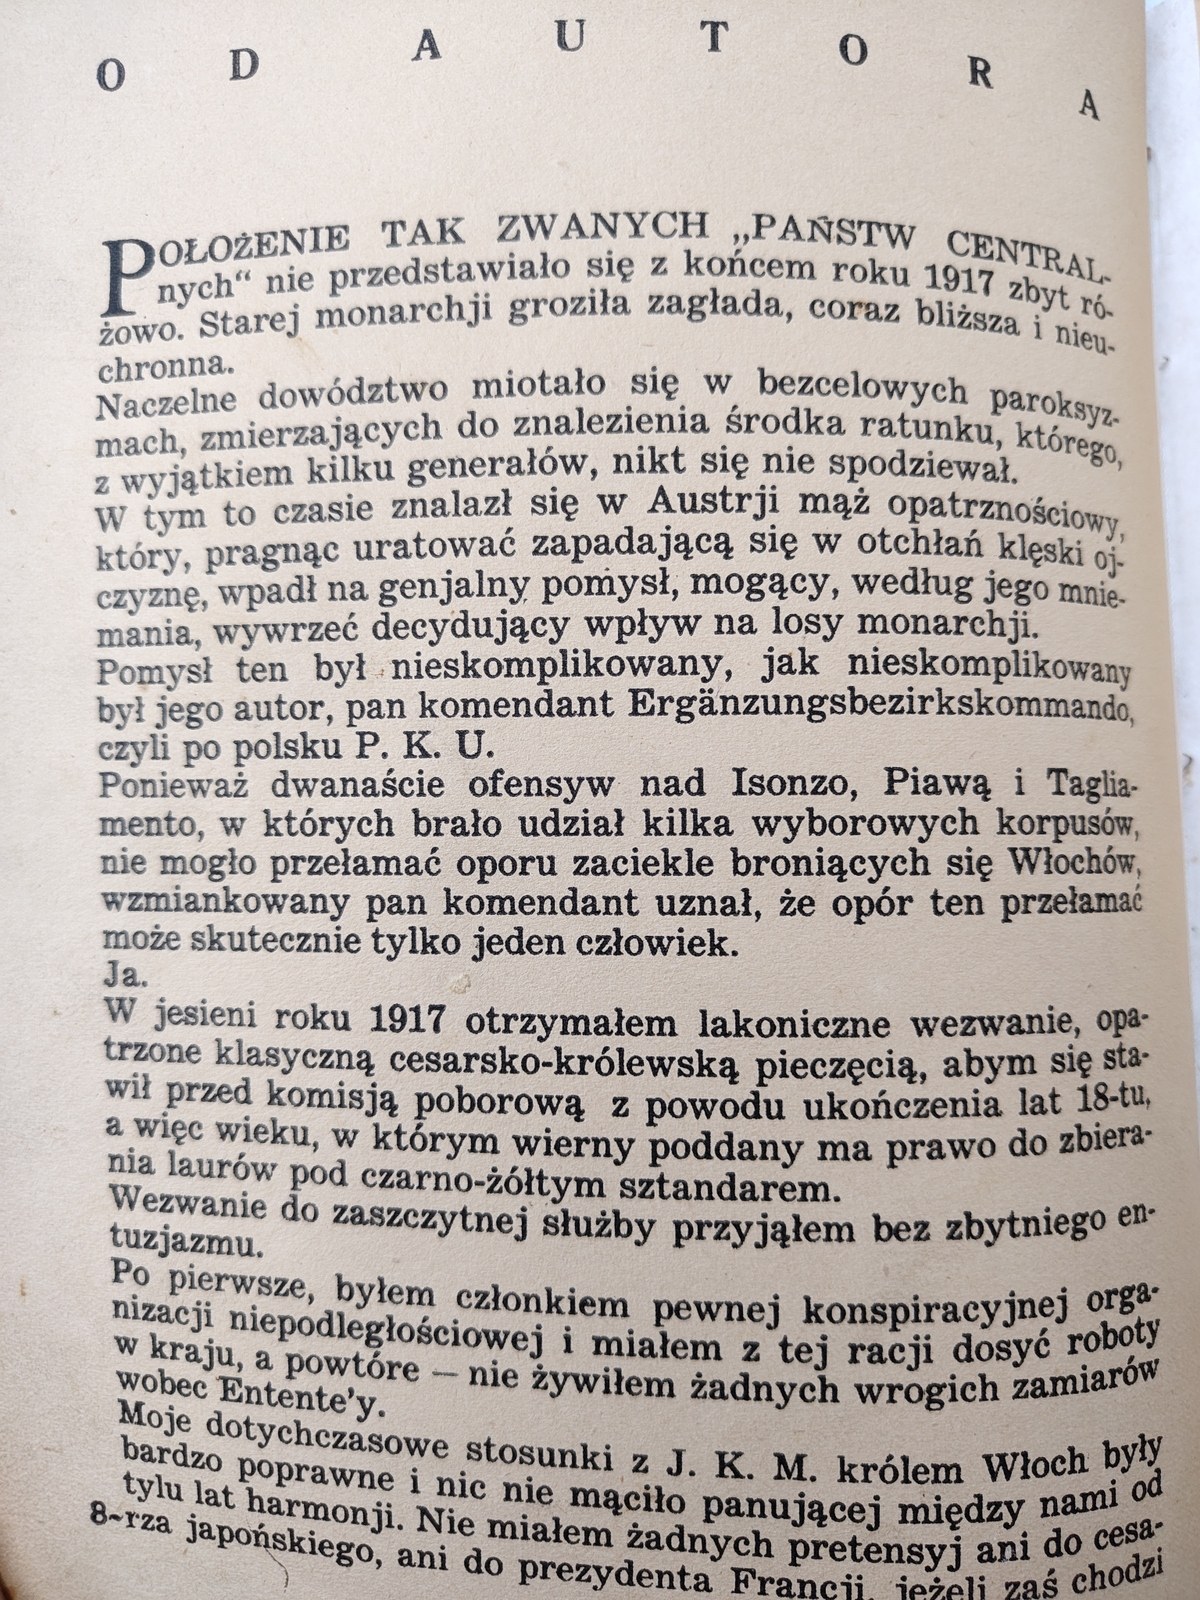 OD AUTORA
POŁOŻENIE TAK ZWANYCH „PAŃSTW CENTRAL-
nych“ nie przedstawiało się z końcem roku 1917 zbyt ró-
żowo. Starej monarchji groziła zagłada, coraz bliższa i nieu-
chronna.
Naczelne dowództwo miotało się w bezcelowych paroksyz-
mach, zmierzających do znalezienia środka ratunku, którego,
z wyjątkiem kilku generałów, nikt się nie spodziewał.
W tym to czasie znalazł się w Austrji mąż opatrznościowy,
który, pragnąc uratować zapadającą się w otchłań klęski oj-
czyznę, wpadł na genjalny pomysł, mogący, według jego mnie-
mania, wywrzeć decydujący wpływ na losy monarchji.
Pomysł ten był nieskomplikowany, jak nieskomplikowany
był jego autor, pan komendant Ergänzungsbezirkskommando,
czyli po polsku P. K. U.
Ponieważ dwanaście ofensyw nad Isonzo, Piawą i Taglia-
mento, w których brało udział kilka wyborowych korpusów,
nie mogło przełamać oporu zaciekle broniących się Włochów,
wzmiankowany pan komendant uznał, że opór ten przełamać
może skutecznie tylko jeden człowiek.
Ja.
W jesieni roku 1917 otrzymałem lakoniczne wezwanie, opa-
trzone klasyczną cesarsko-królewską pieczęcią, abym się sta-
wił przed komisją poborową z powodu ukończenia lat 18-tu,
a więc wieku, w którym wierny poddany ma prawo do zbiera-
nia laurów pod czarno-żółtym sztandarem.
Wezwanie do zaszczytnej służby przyjąłem bez zbytniego en-
tuzjazmu.
Po pierwsze, byłem członkiem pewnej konspiracyjnej orga-
nizacji niepodległościowej i miałem z tej racji dosyć roboty
w kraju, a powtóre — nie żywiłem żadnych wrogich zamiarów
wobec Entente’y.
Moje dotychczasowe stosunki z J. K. M. królem Włoch były
bardzo poprawne i nic nie mąciło panującej między nami od
tylu lat harmonji. Nie miałem żadnych pretensyj ani do cesa-
8-rza japońskiego, ani do prezydenta Francji, jeżeli zaś chodzi